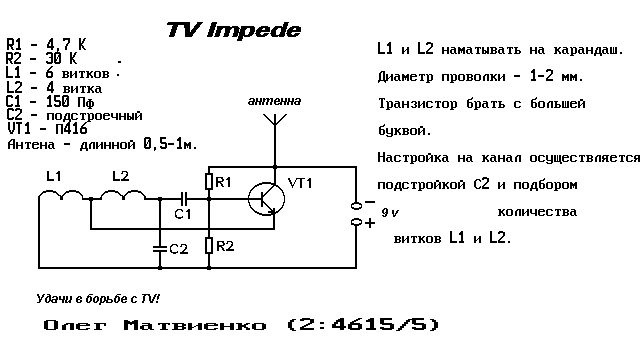 TV Impede
R1 - 4,7 К
R2 - 30 К
L1 - 6 витков
L2 - 4 витка
C1 - 150 Пф
C2 - подстроечный
VT1 - П416
Антена - длинной 0,5-1м.
L1 и L2 наматывать на карандаш.
Диаметр проволки - 1-2 мм.
Транзистор брать с большей
буквой.
Настройка на канал осуществляется
подстройкой C2 и подбором
количества
витков L1 и L2.
антенна
L1
L2
R1
VT1
C1
C2
R2
−
9 v
+
Удачи в борьбе с TV!
Олег Матвиенко (2:4615/5)